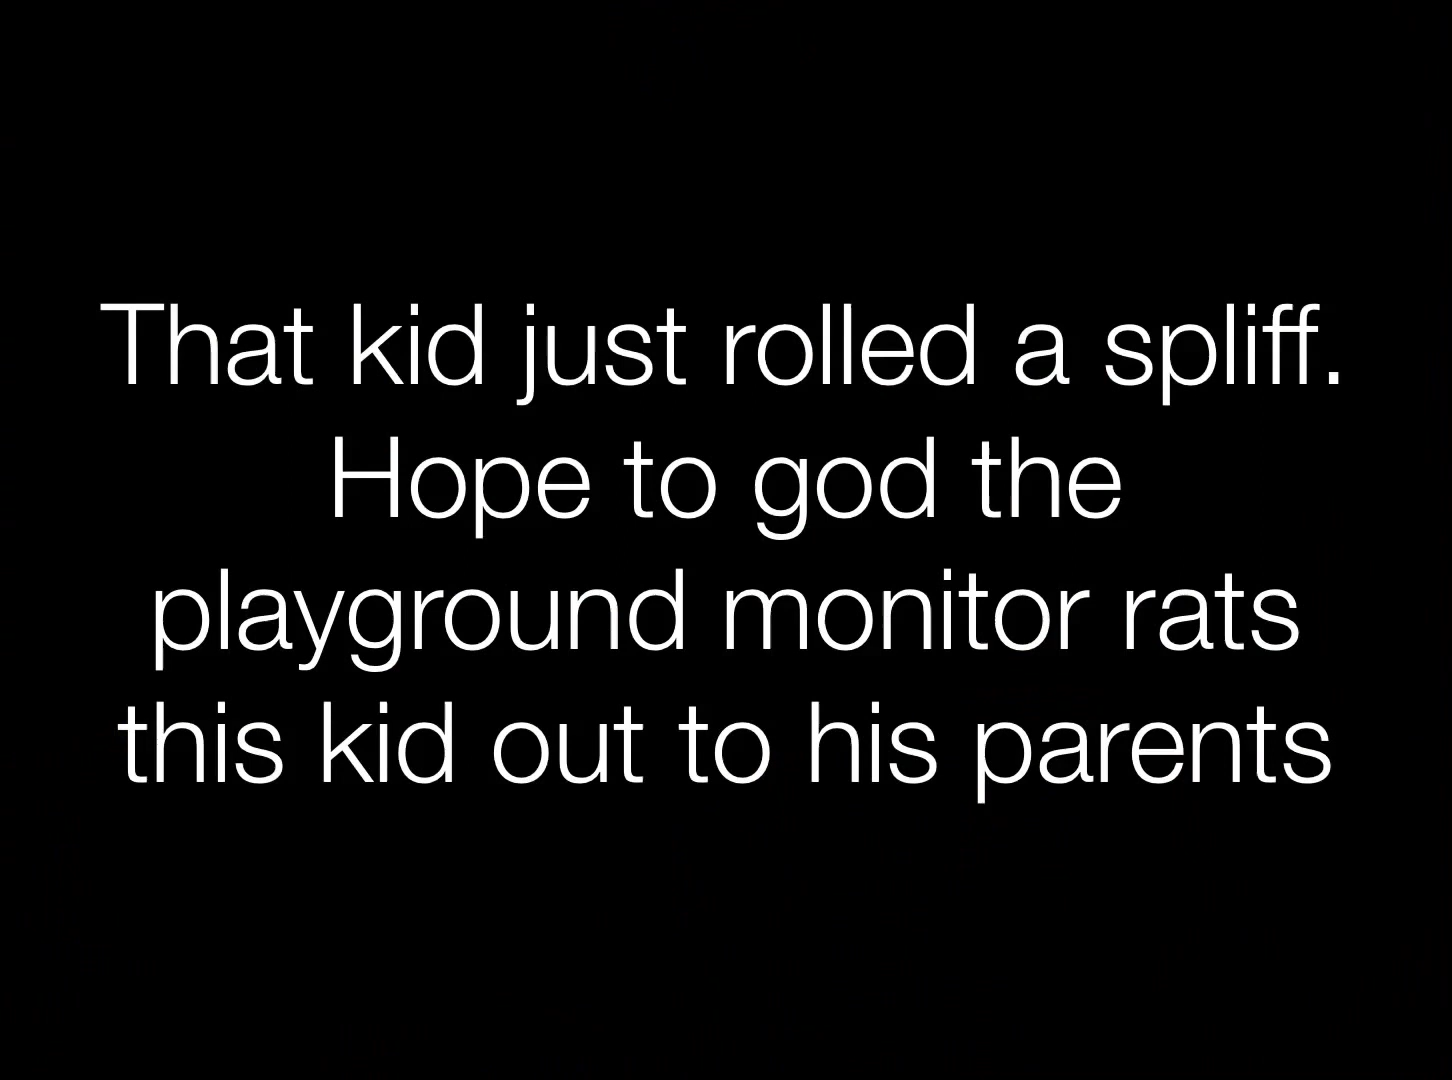 That kid just rolled a spliff.
Hope to god the
playground monitor rats
this kid out to his parents